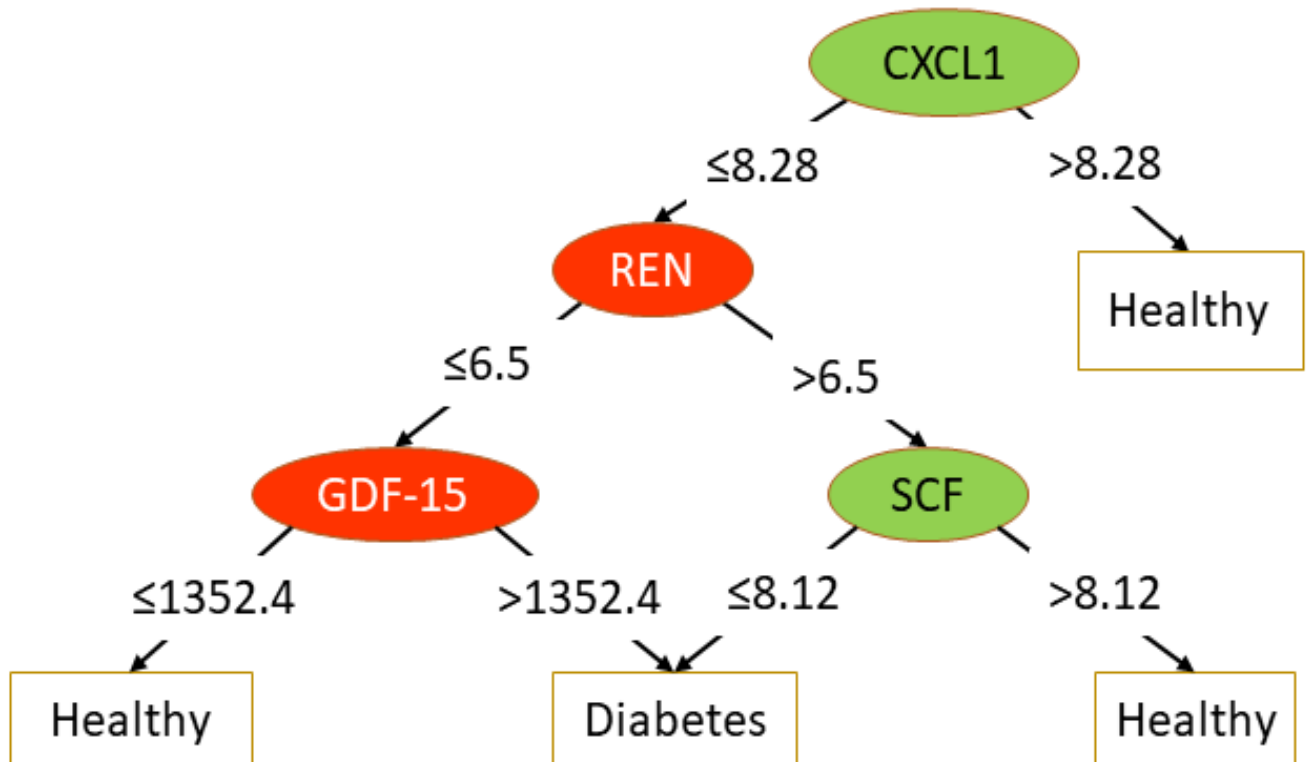 CXCL1
≤8.28
>8.28
REN
Healthy
≤6.5
>6.5
GDF-15
SCF
≤1352.4
>1352.4
≤8.12
>8.12
Healthy
Diabetes
Healthy